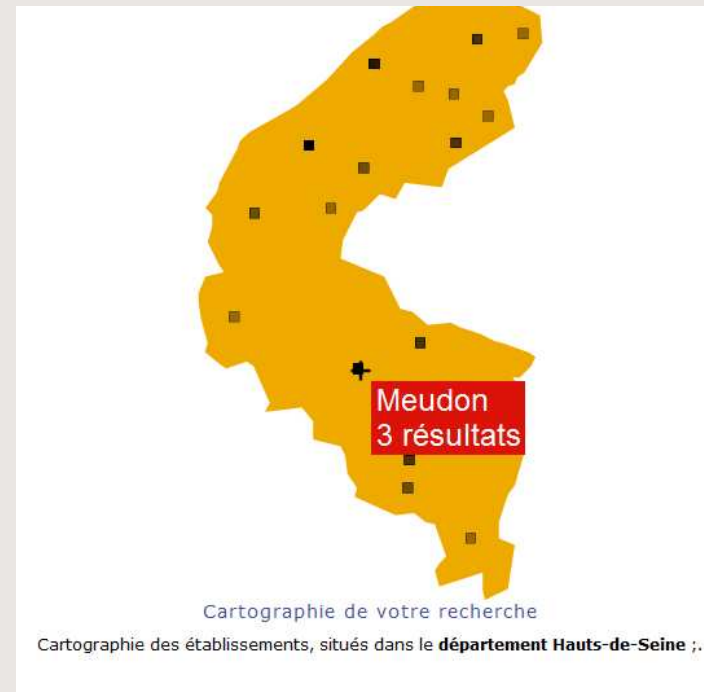 Meudon
3 résultats
Cartographie de votre recherche
Cartographie des établissements, situés dans le département Hauts-de-Seine ;.